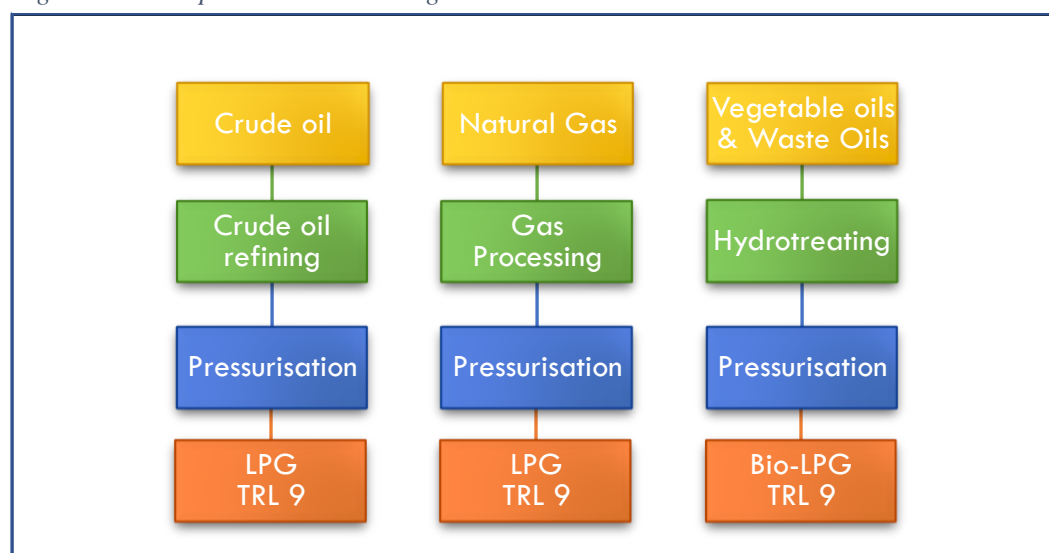 Crude oil
Natural Gas
Vegetable oils
& Waste Oils
Crude oil
refining
Gas
Processing
Hydrotreating
Pressurisation
Pressurisation
Pressurisation
LPG
TRL 9
LPG
TRL 9
Bio-LPG
TRL 9